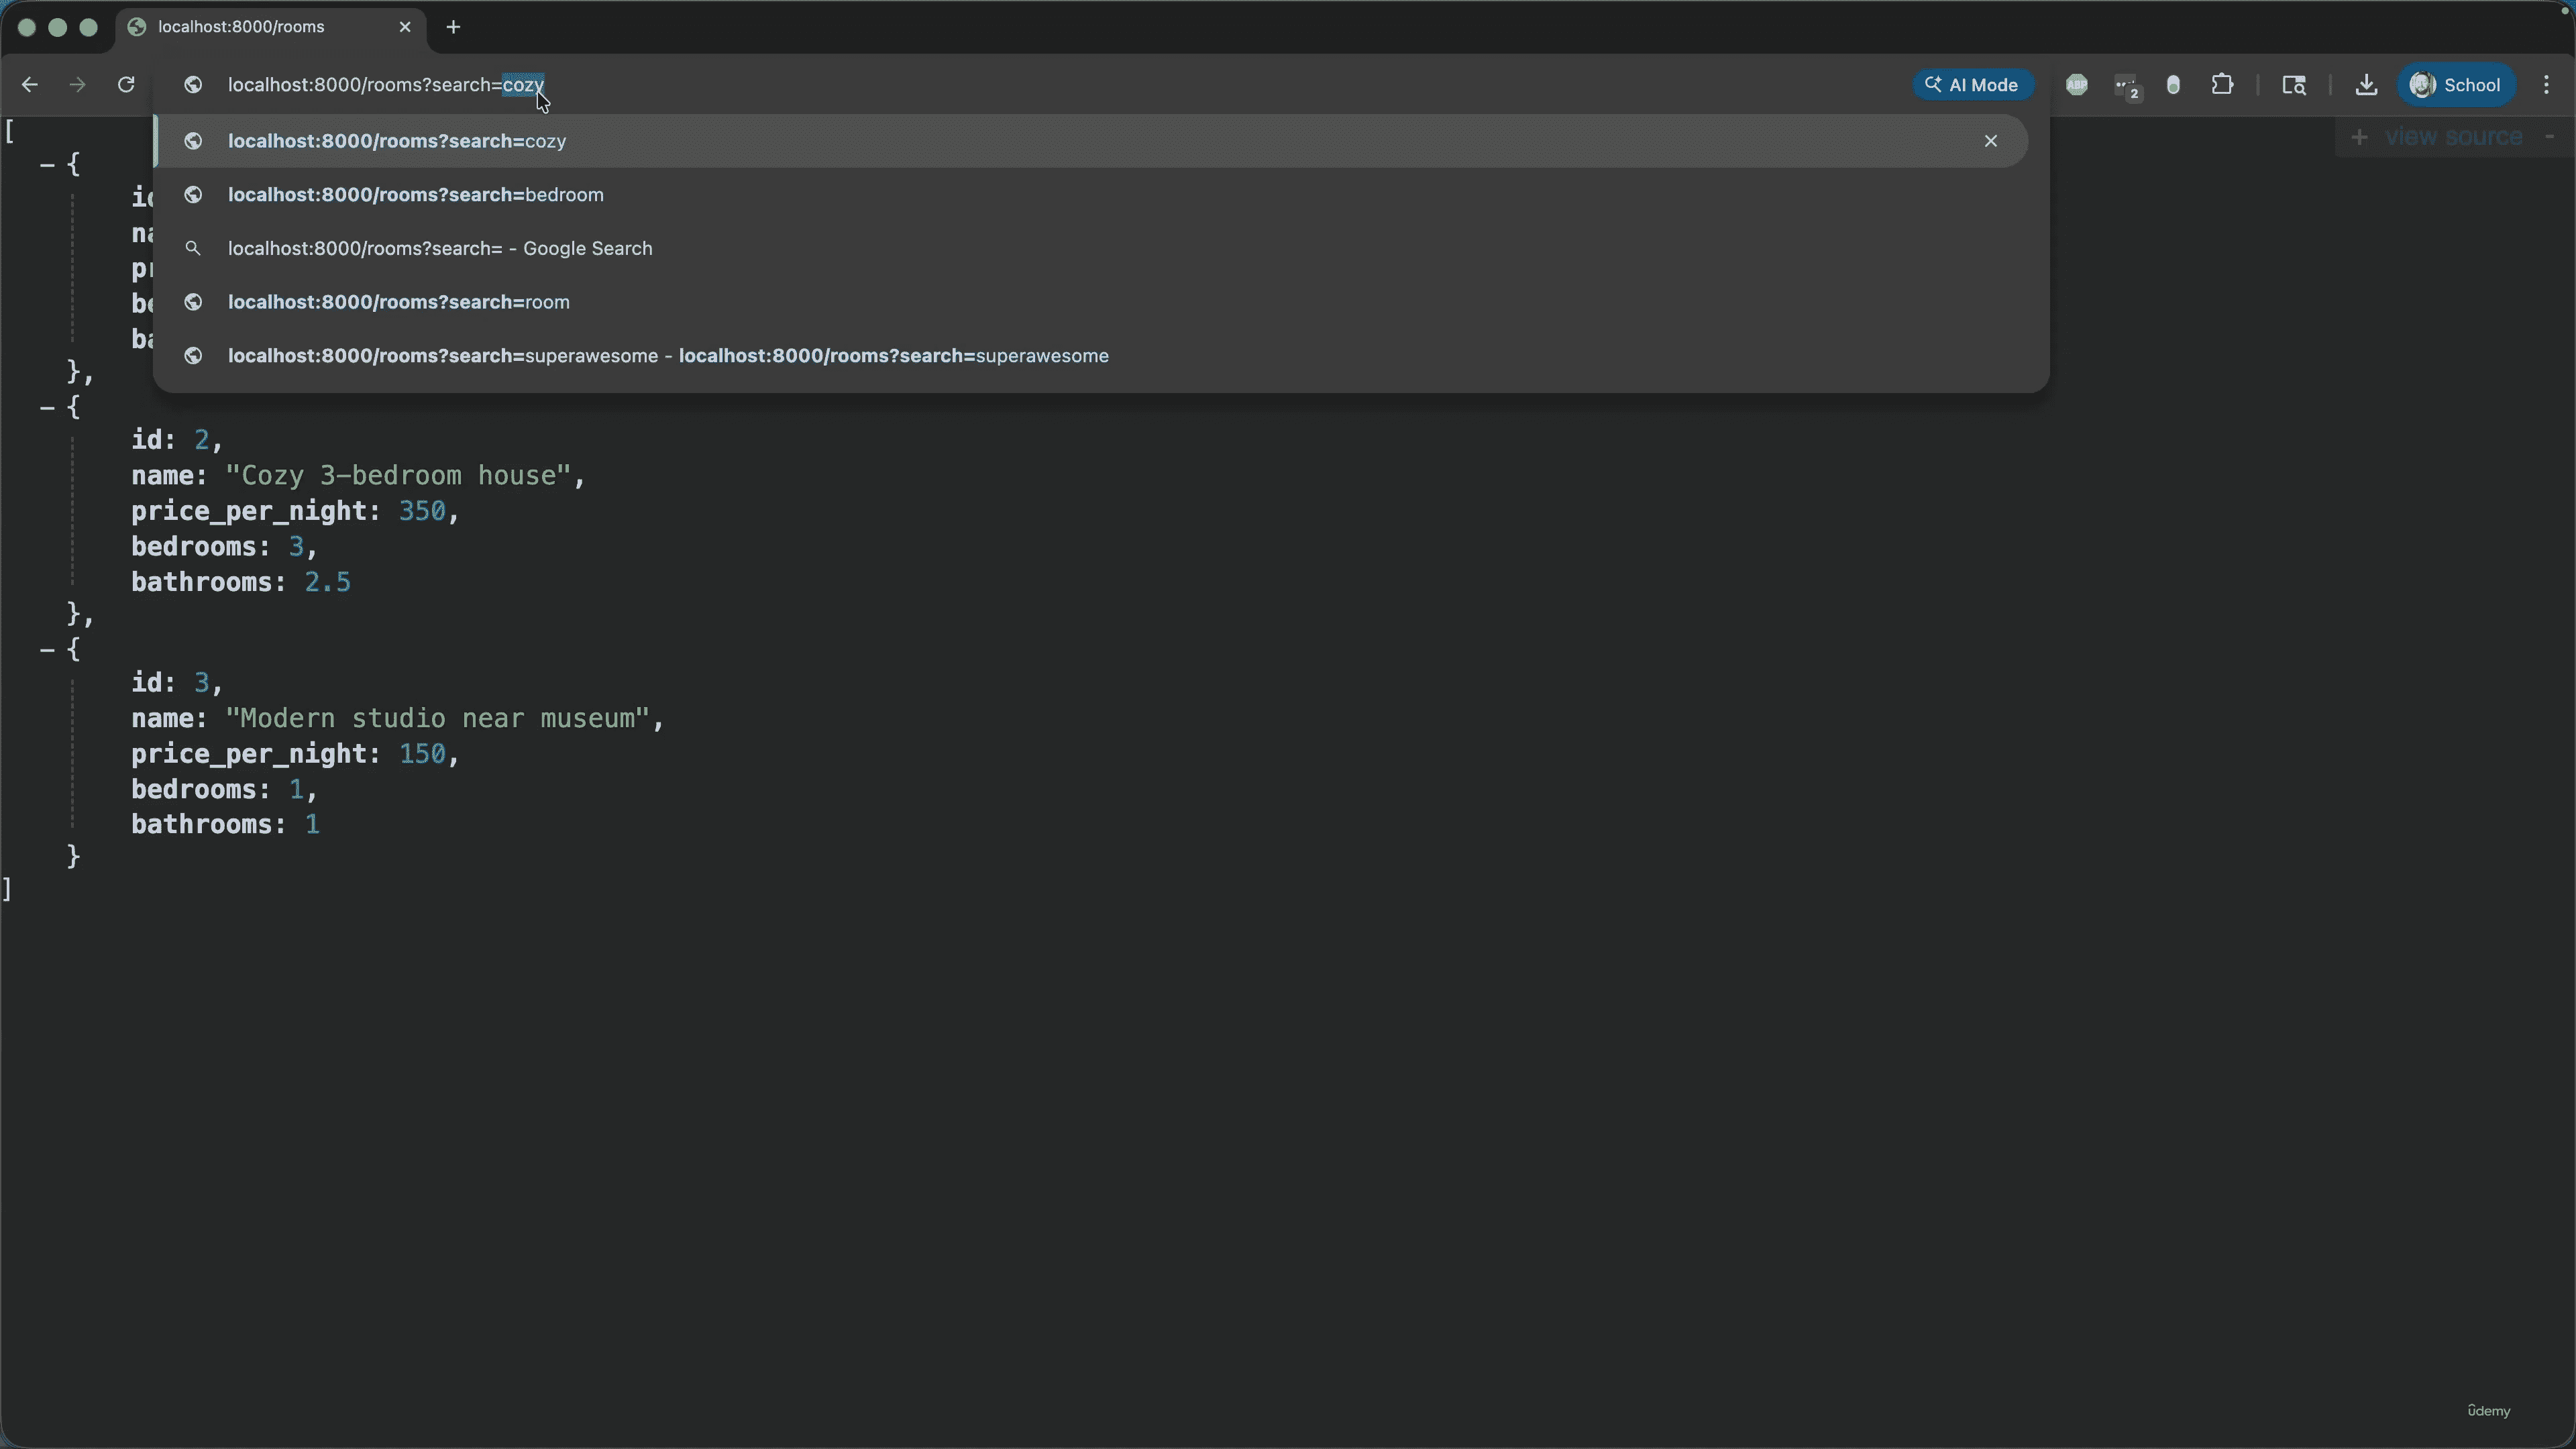 localhost:8000/rooms
localhost:8000/rooms?search=cozy
AI Mode
ABP
2
School
localhost:8000/rooms?search=cozy
localhost:8000/rooms?search=bedroom
localhost:8000/rooms?search= - Google Search
localhost:8000/rooms?search=room
localhost:8000/rooms?search=superawesome - localhost:8000/rooms?search=superawesome
+ view source -
[
– {
},
– {
id: 2,
name: "Cozy 3-bedroom house",
price_per_night: 350,
bedrooms: 3,
bathrooms: 2.5
},
– {
id: 3,
name: "Modern studio near museum",
price_per_night: 150,
bedrooms: 1,
bathrooms: 1
}
]
ûdemy